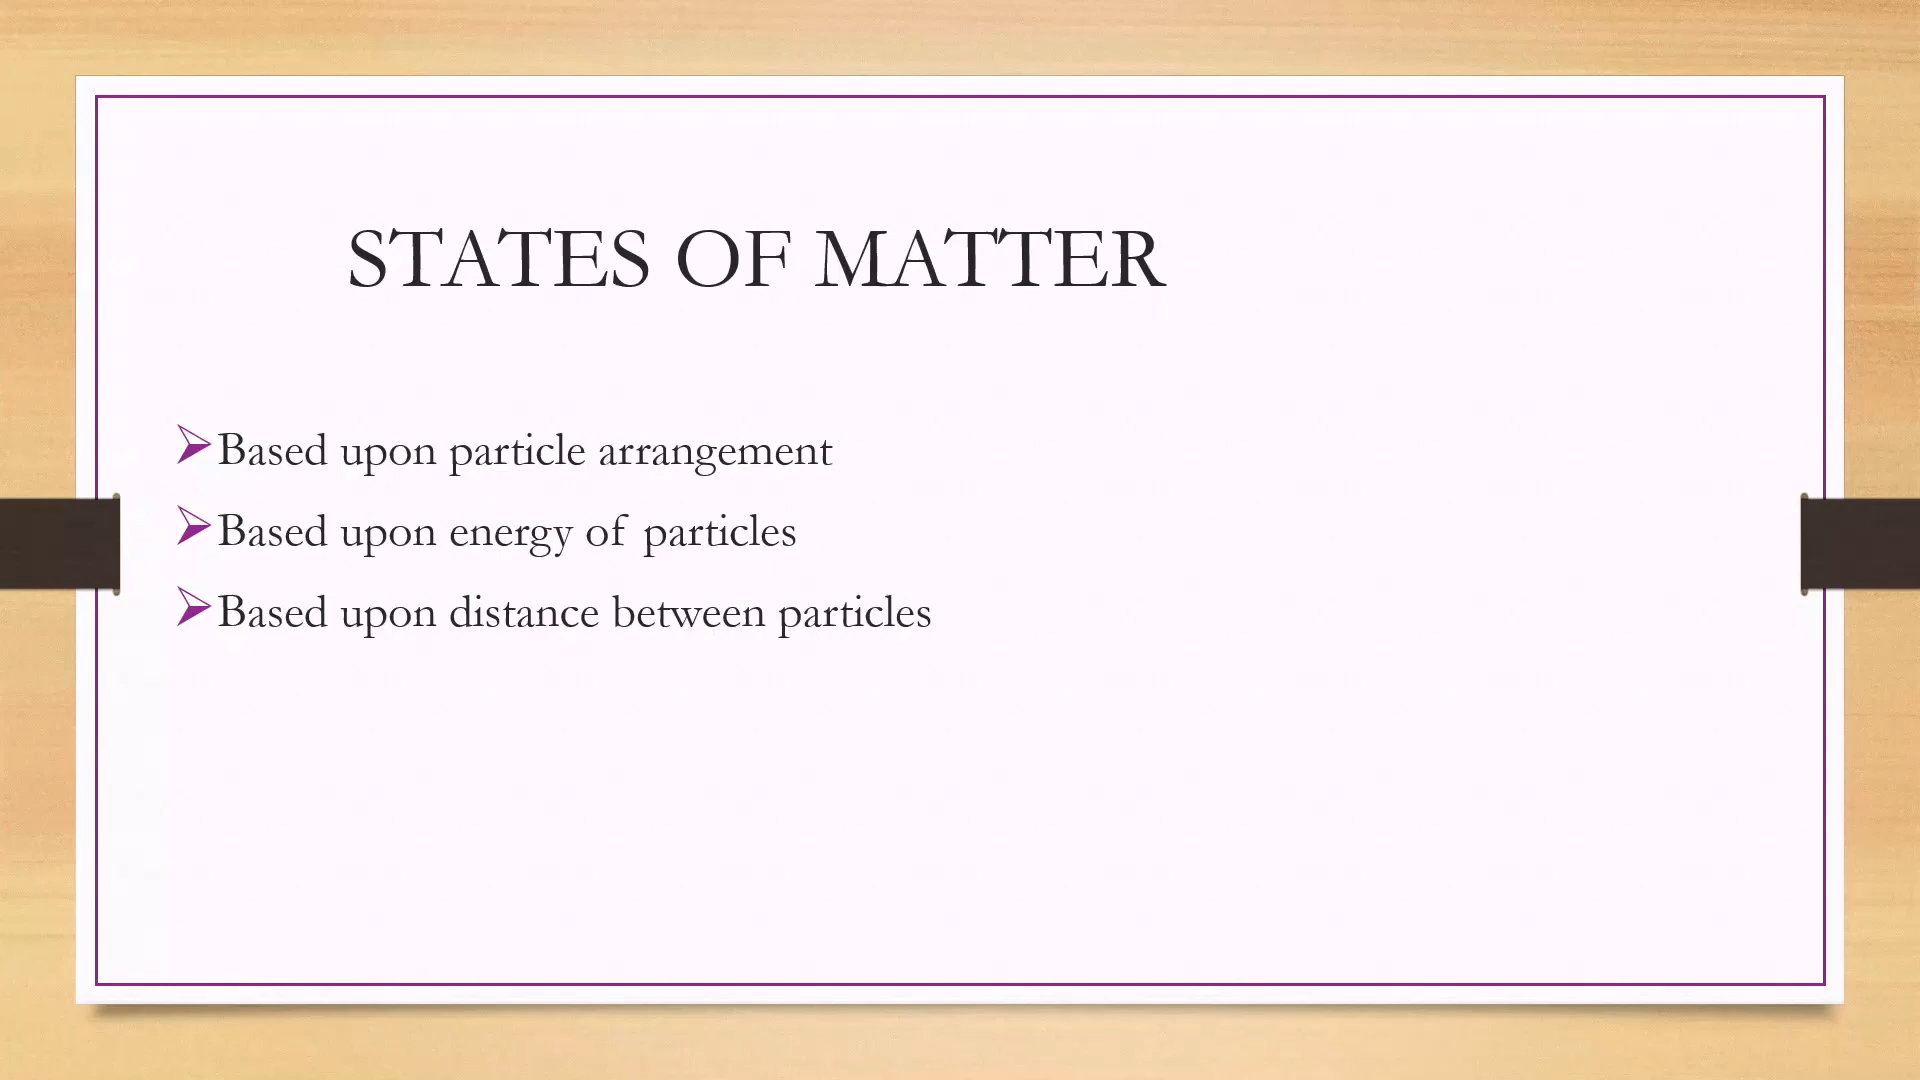 STATES OF MATTER
Based upon particle arrangement
Based upon energy of particles
Based upon distance between particles